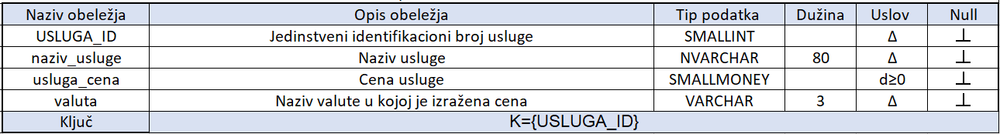 Naziv obeležja Opis obeležja Tip podatka Dužina Uslov Null
USLUGA_ID Jedinstveni identifikacioni broj usluge SMALLINT Δ ⊥
naziv_usluge Naziv usluge NVARCHAR 80 Δ ⊥
usluga_cena Cena usluge SMALLMONEY d≥0 ⊥
valuta Naziv valute u kojoj je izražena cena VARCHAR 3 Δ ⊥
Ključ K={USLUGA_ID}